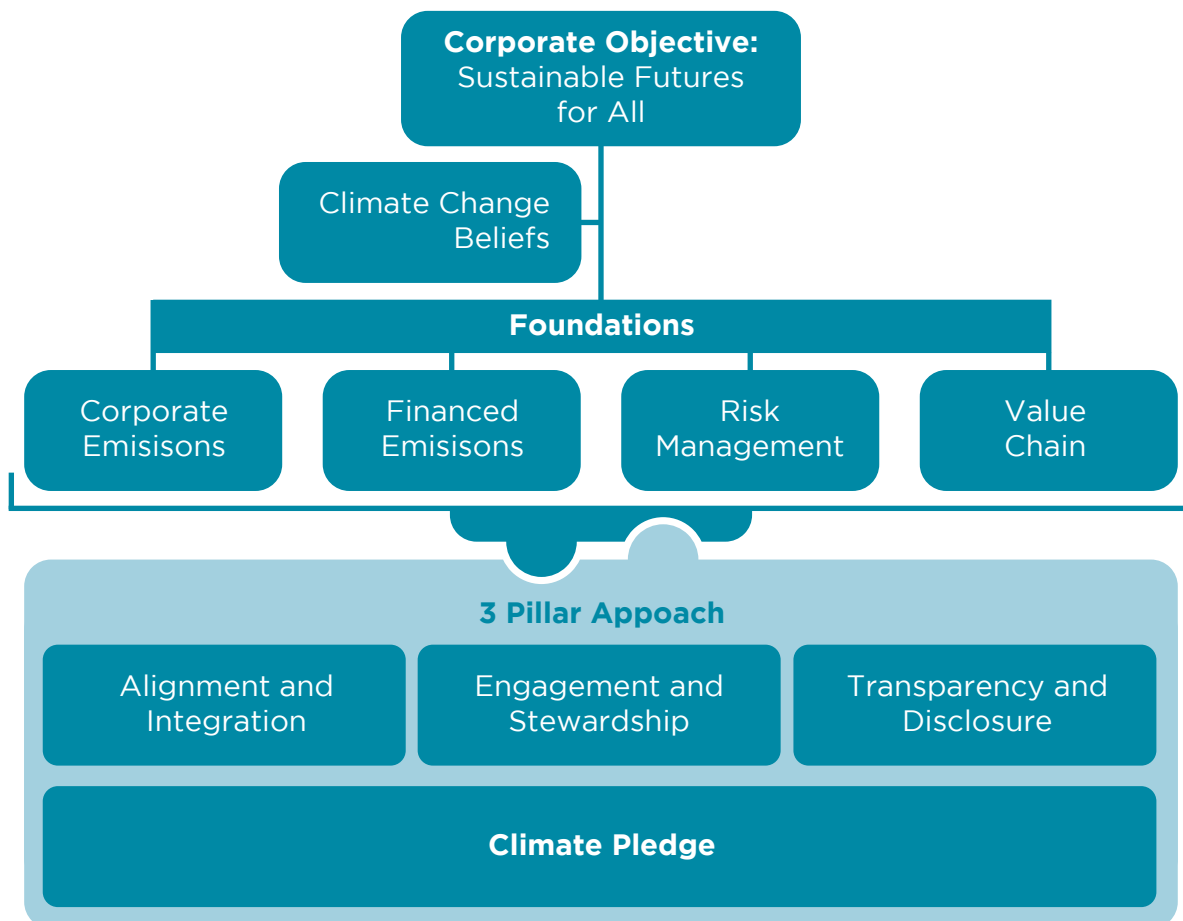 Corporate Objective:
Sustainable Futures
for All
Climate Change
Beliefs
Foundations
Corporate
Emisisons
Financed
Emisisons
Risk
Management
Value
Chain
3 Pillar Appoach
Alignment and
Integration
Engagement and
Stewardship
Transparency and
Disclosure
Climate Pledge